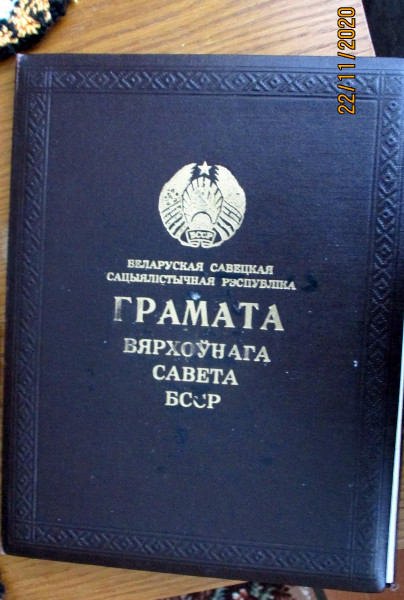 22/11/2020
БССР
БЕЛАРУСКАЯ САВЕЦКАЯ
САЦЫЯЛІСТЫЧНАЯ РЭСПУБЛІКА
ГРАМАТА
ВЯРХОЎНАГА
САВЕТА
БССР